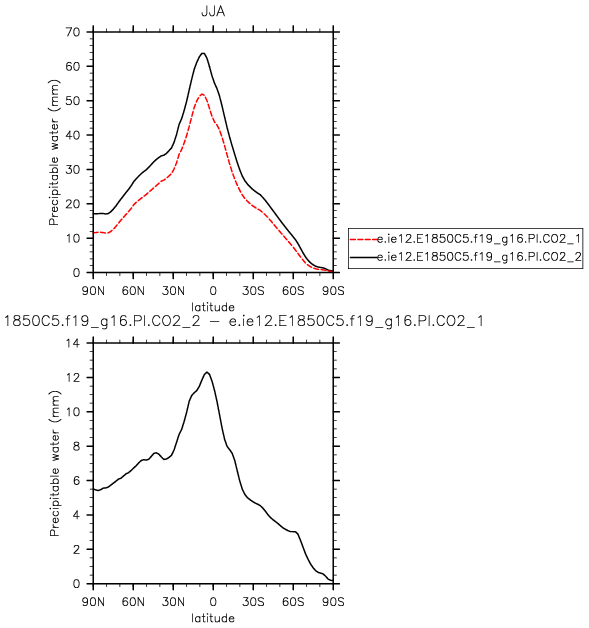 JJA
70
60
50
40
30
20
10
0
Precipitable water (mm)
90N 60N 30N 0 30S 60S 90S
latitude
e.ie12.E1850C5.f19_g16.PI.CO2_1
e.ie12.E1850C5.f19_g16.PI.CO2_2
1850C5.f19_g16.PI.CO2_2 − e.ie12.E1850C5.f19_g16.PI.CO2_1
14
12
10
8
6
4
2
0
Precipitable water (mm)
90N 60N 30N 0 30S 60S 90S
latitude